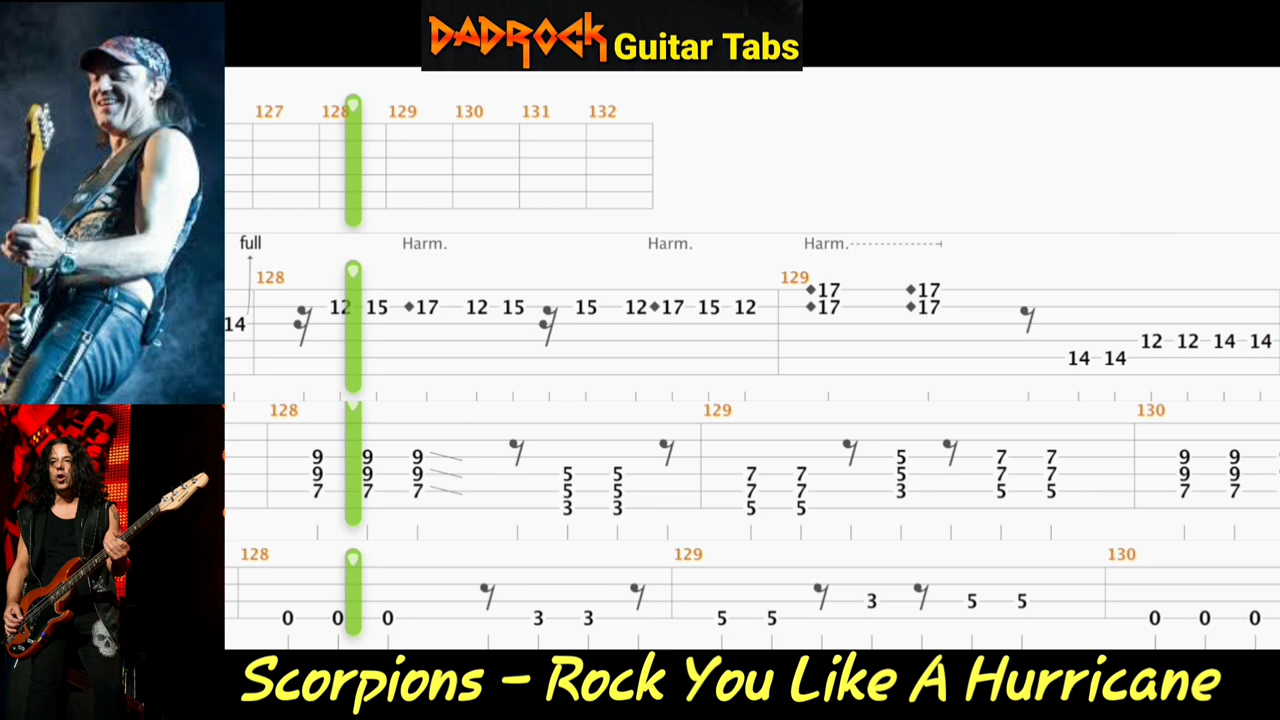 DADROCK Guitar Tabs
127 128 129 130 131 132
full Harm. Harm. Harm.
128 129
17 17
12 15 17 12 15 15 12 17 15 12 17 17
14
12 12 14 14
14 14
128 129 130
9 9 9 5 7 7 9 9
9 9 9 5 5 7 7 5 7 7 9 9
7 7 7 5 5 7 7 3 5 5 7 7
3 3 5 5
128 129 130
3 5 5
0 0 0 3 3 5 5 0 0 0
Scorpions – Rock You Like A Hurricane